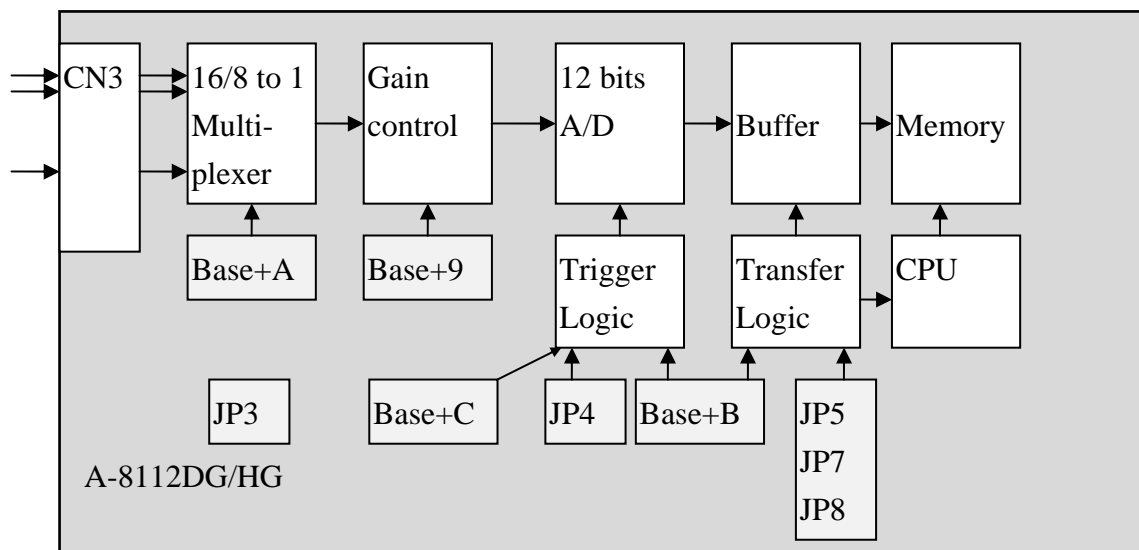 CN3
16/8 to 1
Multi-
plexer
Gain
control
12 bits
A/D
Buffer
Memory
Base+A
Base+9
Trigger
Logic
Transfer
Logic
CPU
JP3
Base+C
JP4
Base+B
JP5
JP7
JP8
A-8112DG/HG